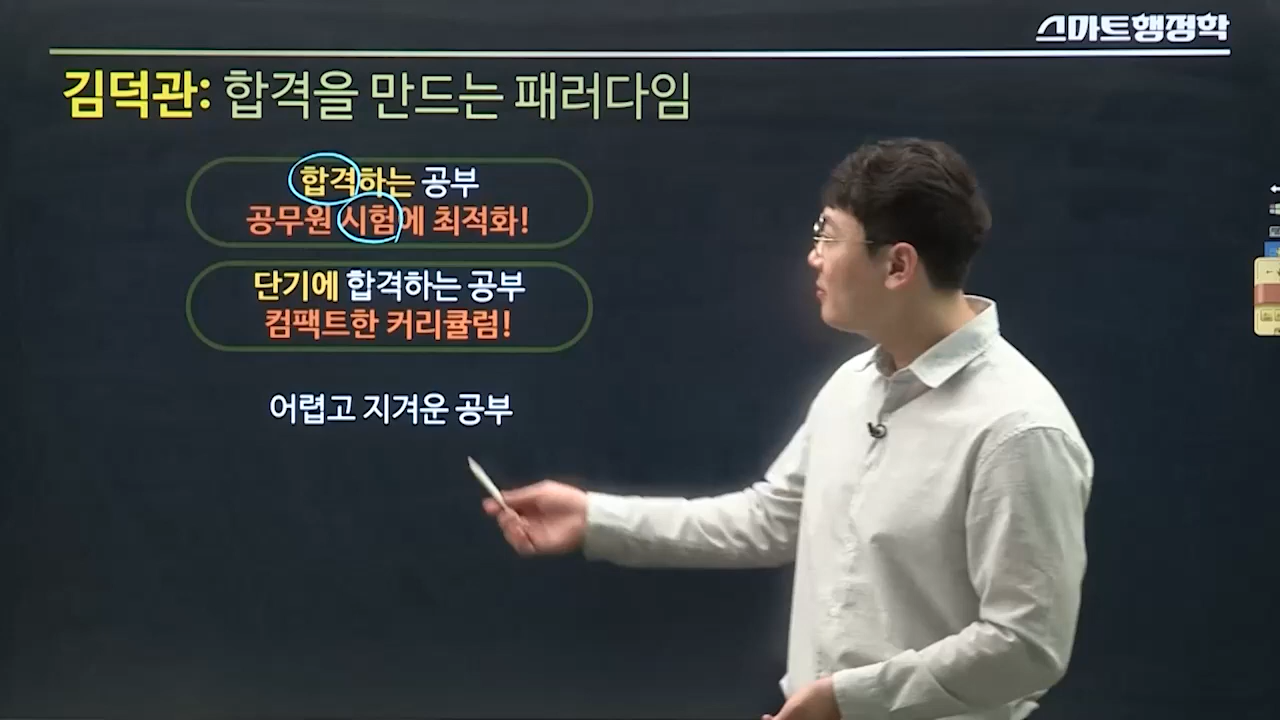 스마트행정학
김덕관: 합격을 만드는 패러다임
합격하는 공부
공무원 시험에 최적화!
단기에 합격하는 공부
컴팩트한 커리큘럼!
어렵고 지겨운 공부